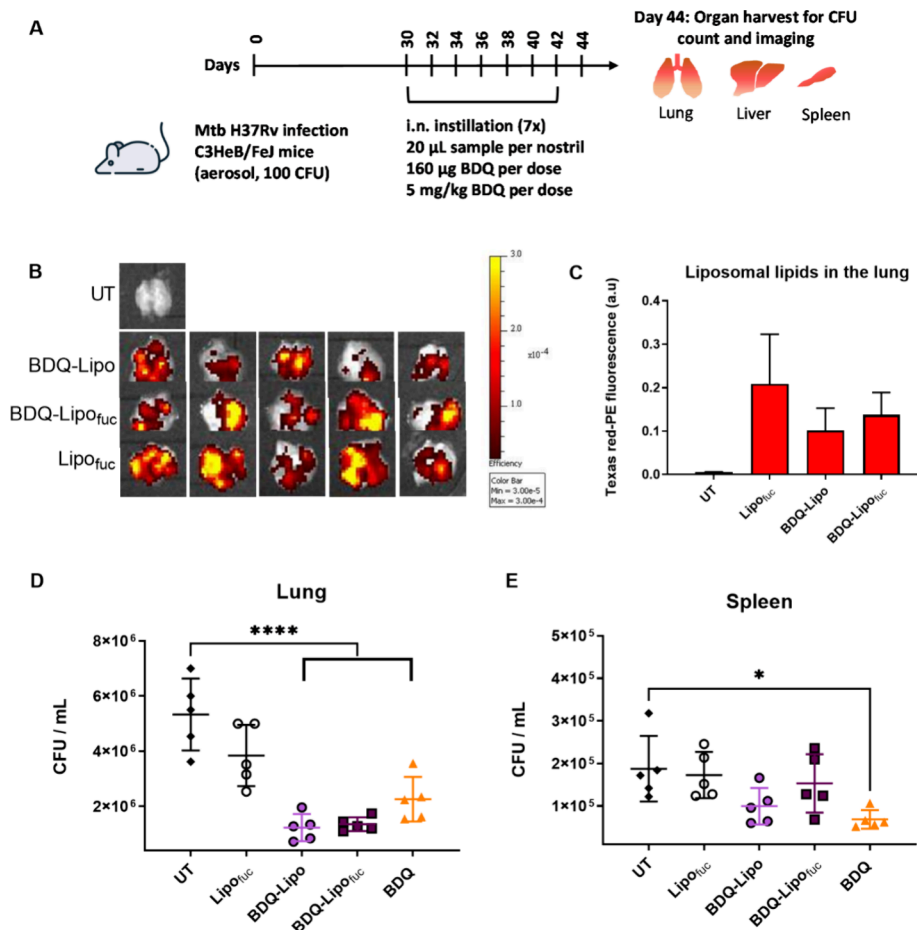 A
Days
0
30
32
34
36
38
40
42
44
Day 44: Organ harvest for CFU
count and imaging
Lung
Liver
Spleen
Mtb H37Rv infection
C3HeB/FeJ mice
(aerosol, 100 CFU)
i.n. instillation (7x)
20 µL sample per nostril
160 µg BDQ per dose
5 mg/kg BDQ per dose
B
UT
BDQ-Lipo
BDQ-Lipofuc
Lipofuc
3.0
2.0
x10⁻⁴
1.0
Efficiency
Color Bar
Min = 3.00e-5
Max = 3.00e-4
C
Liposomal lipids in the lung
Texas red-PE fluorescence (a.u)
0.4
0.3
0.2
0.1
0.0
UT
Lipofuc
BDQ-Lipo
BDQ-Lipofuc
D
Lung
CFU / mL
8×10⁶
6×10⁶
4×10⁶
2×10⁶
****
UT
Lipofuc
BDQ-Lipo
BDQ-Lipofuc
BDQ
E
Spleen
CFU / mL
5×10⁵
4×10⁵
3×10⁵
2×10⁵
1×10⁵
*
UT
Lipofuc
BDQ-Lipo
BDQ-Lipofuc
BDQ